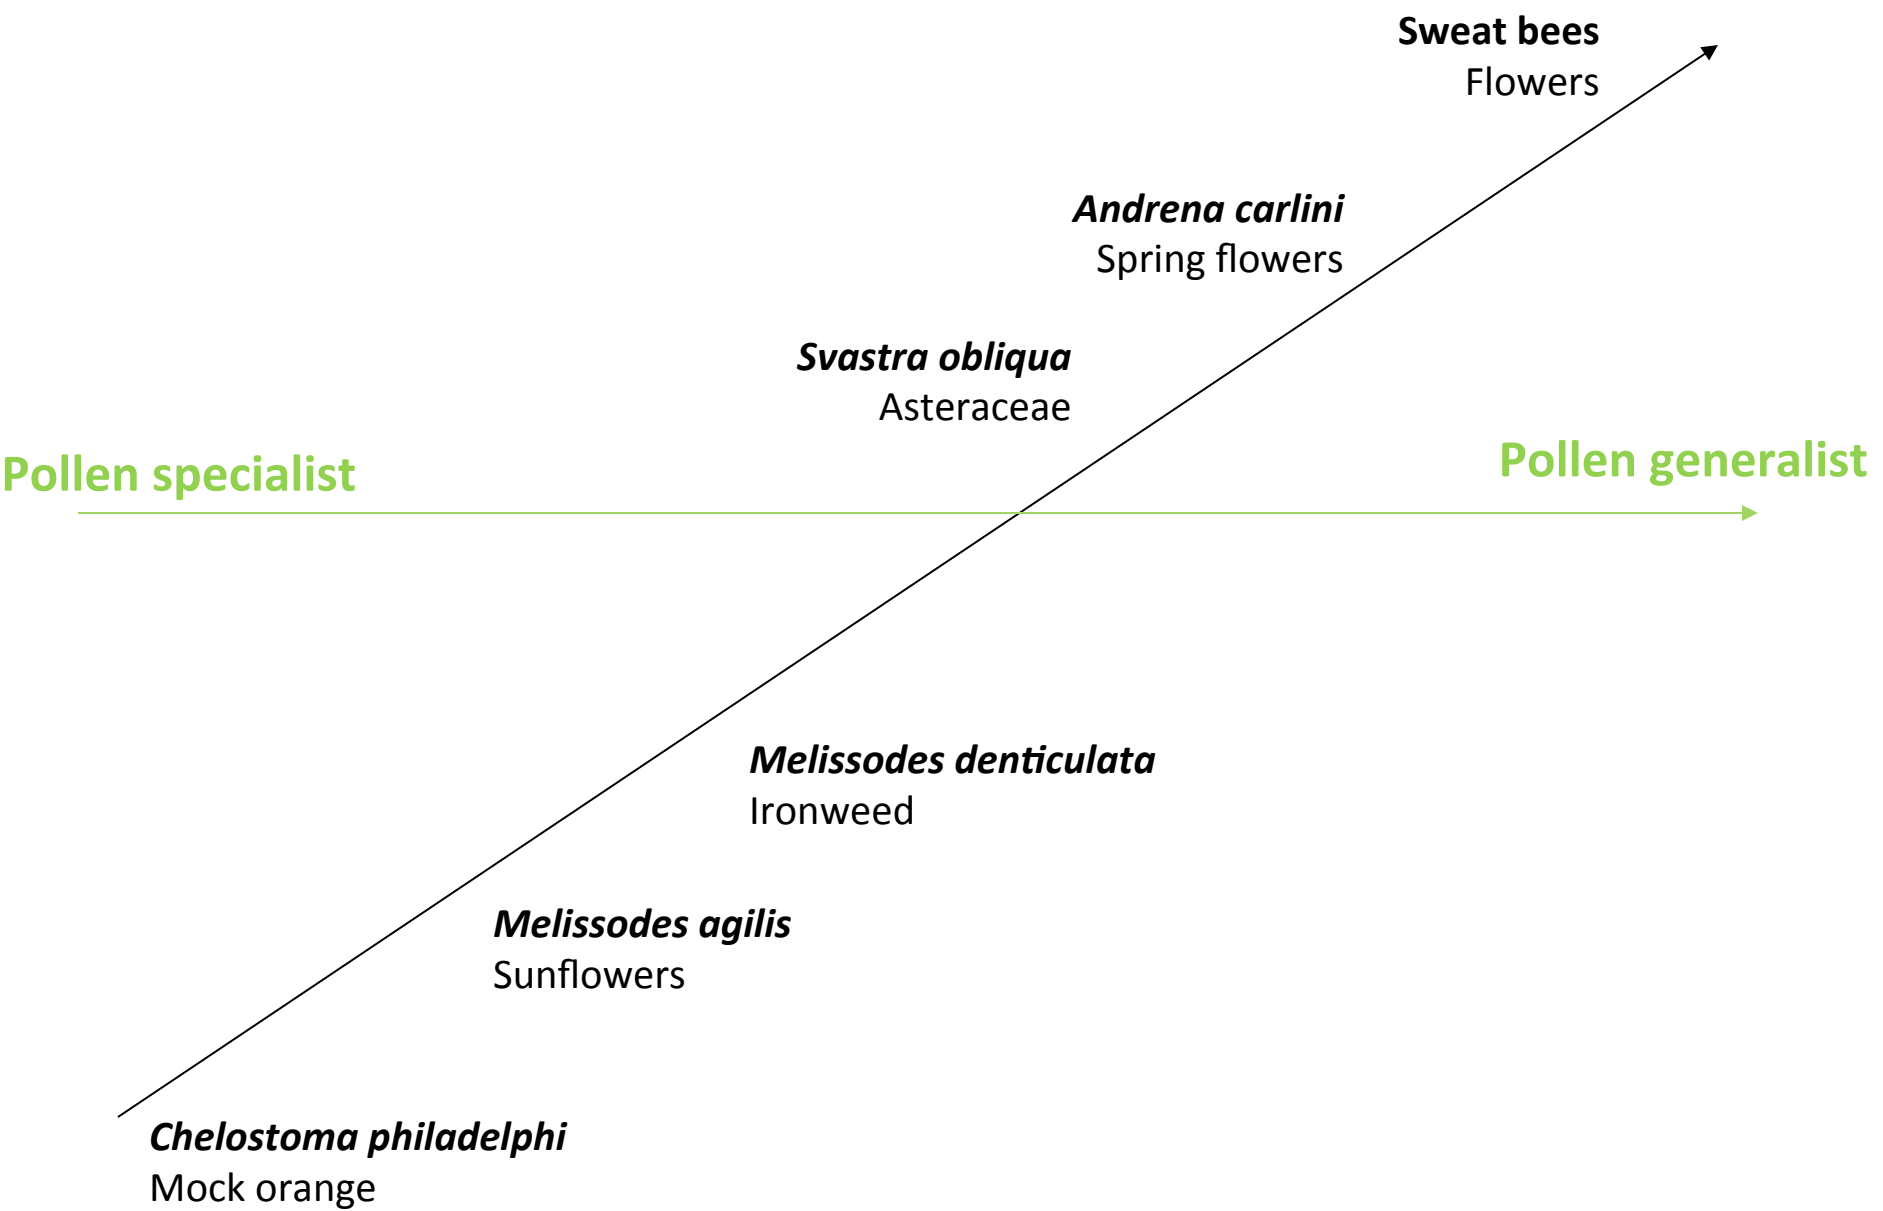 Sweat bees
Flowers
Andrena carlini
Spring flowers
Svastra obliqua
Asteraceae
Pollen specialist
Pollen generalist
Melissodes denticulata
Ironweed
Melissodes agilis
Sunflowers
Chelostoma philadelphi
Mock orange